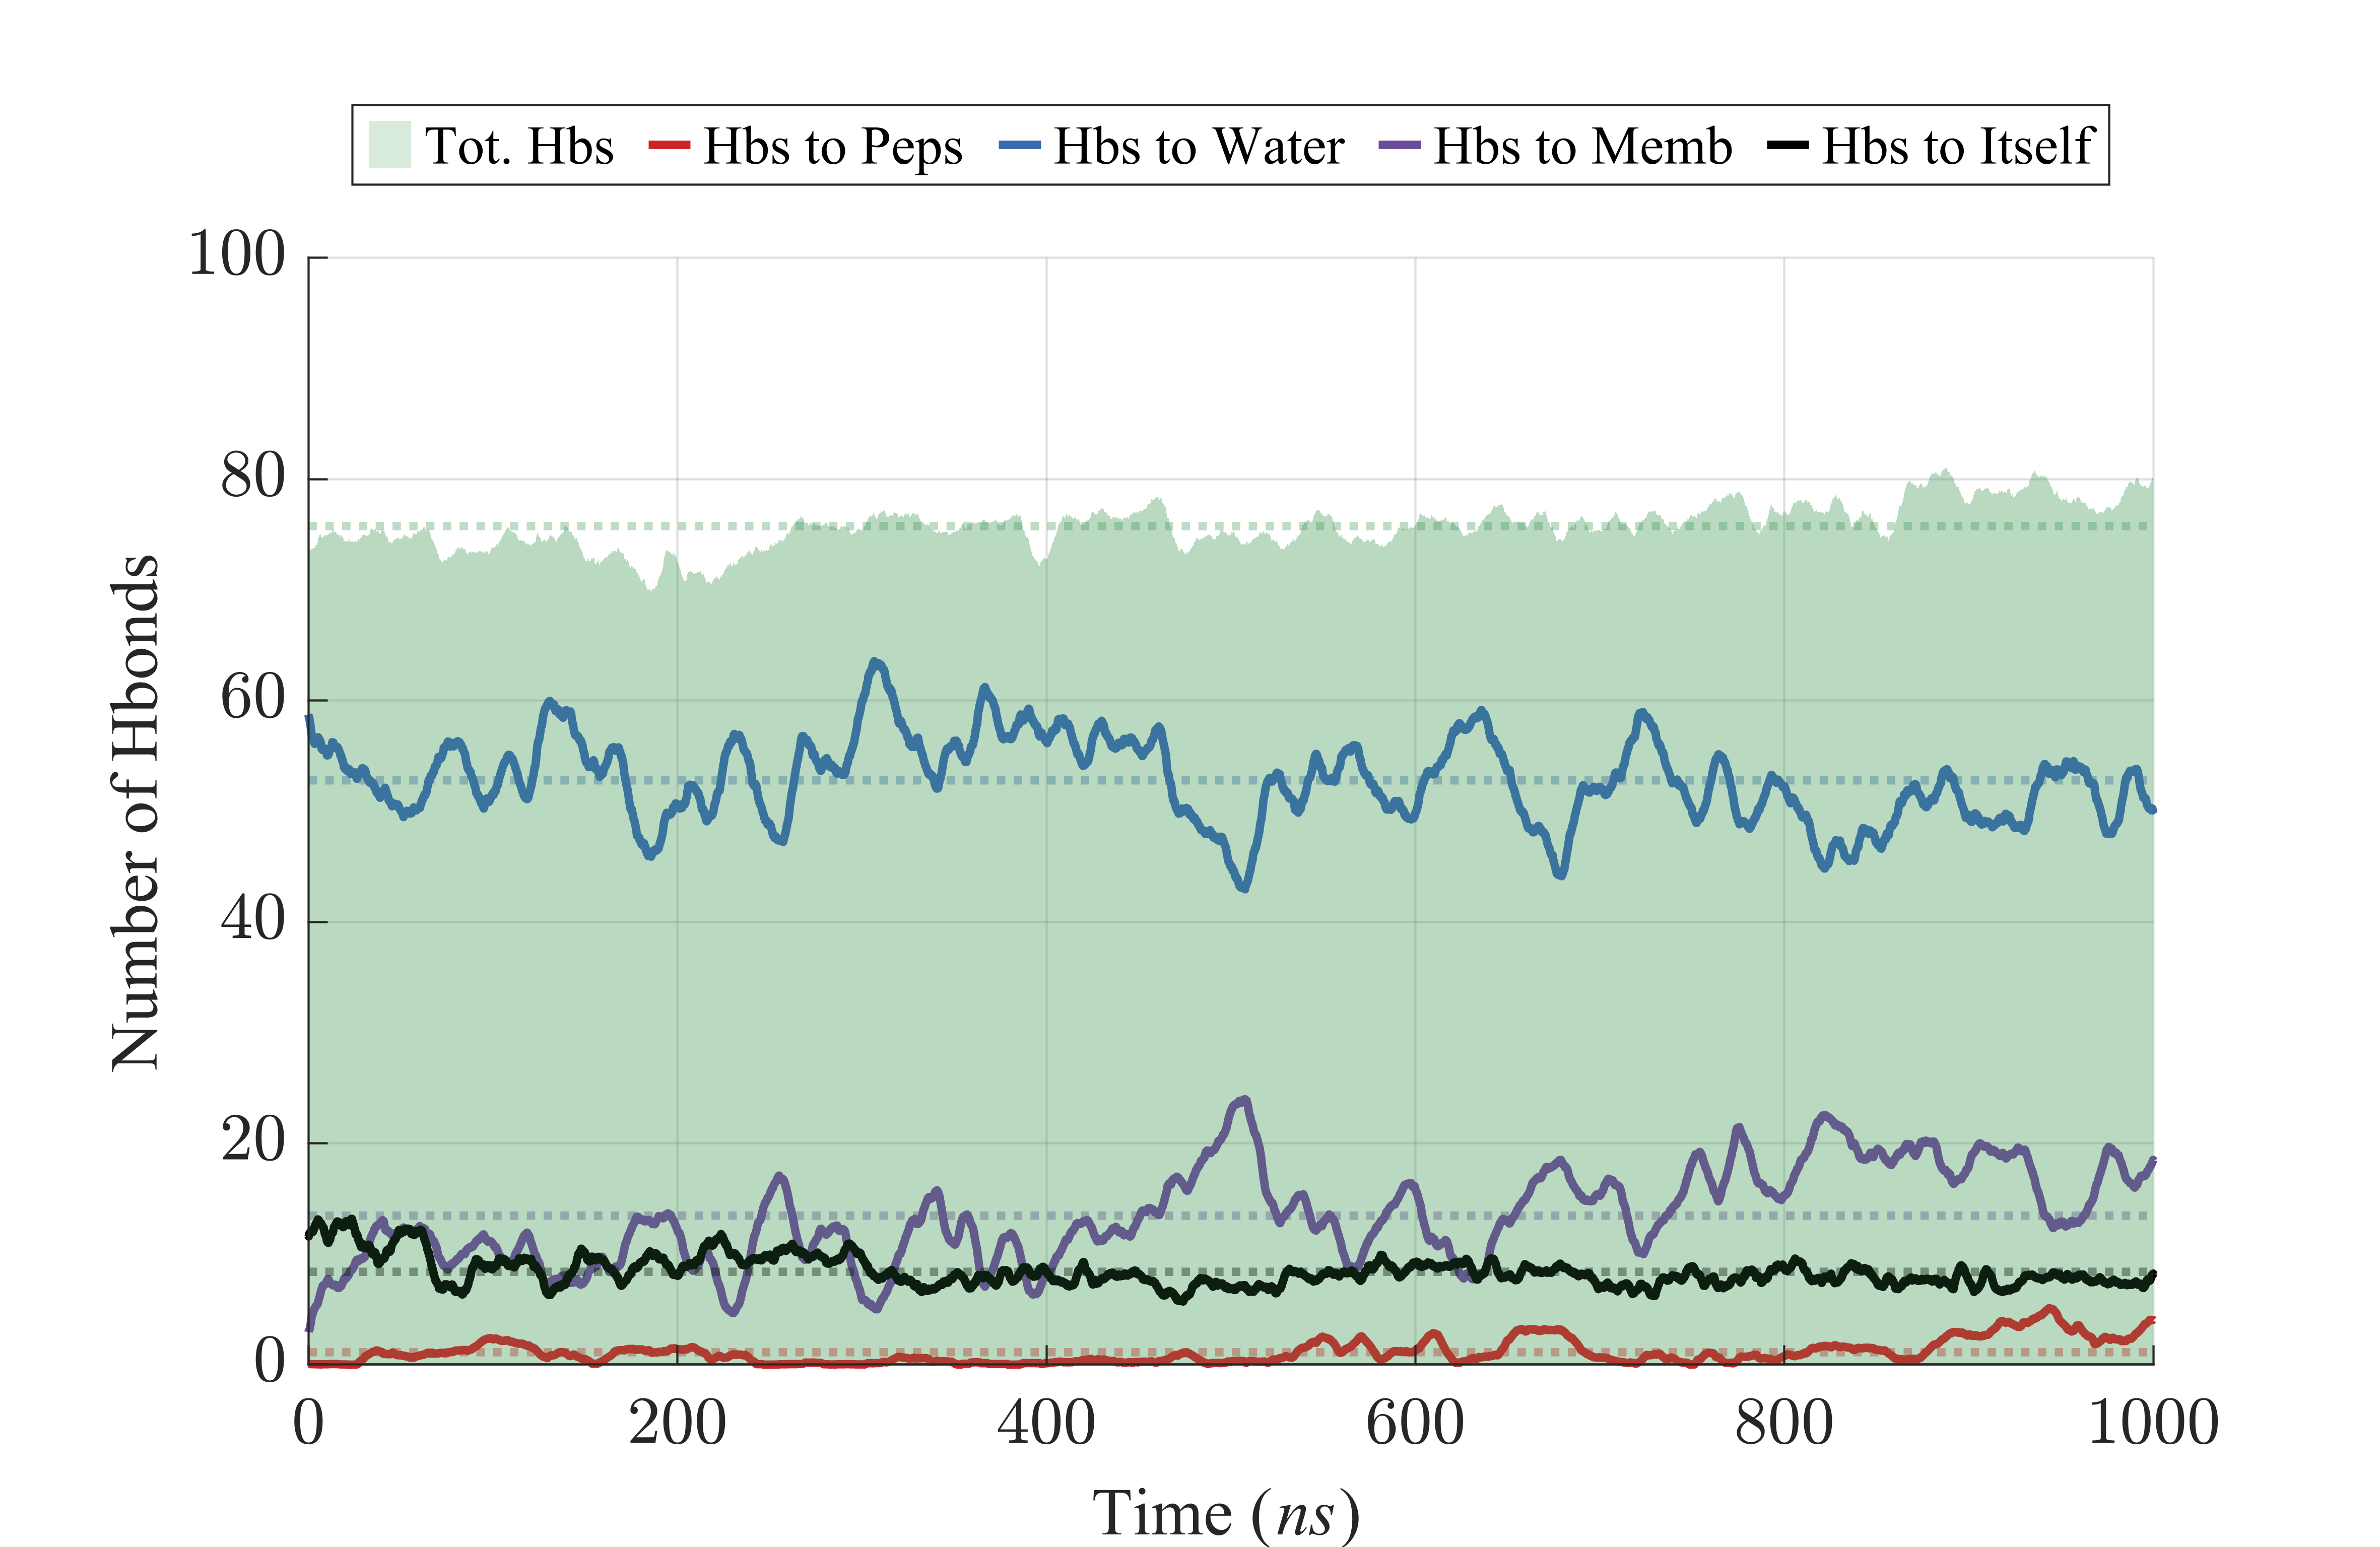 Tot. Hbs Hbs to Peps Hbs to Water Hbs to Memb Hbs to Itself
100
80
60
40
20
0
Number of Hbonds
0 200 400 600 800 1000
Time (ns)